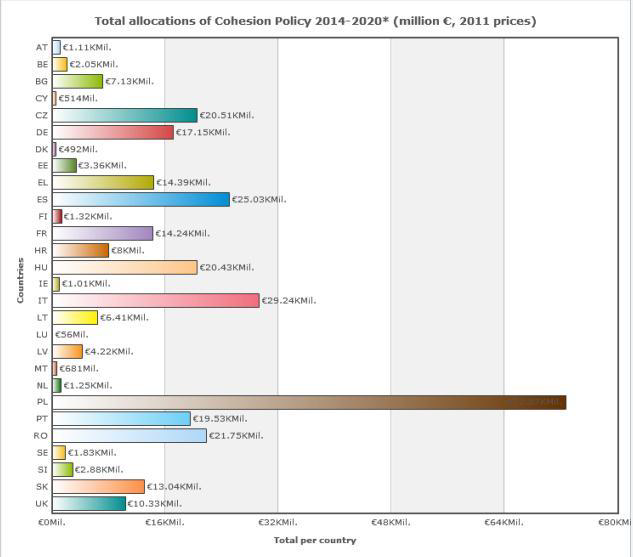 Total allocations of Cohesion Policy 2014-2020* (million €, 2011 prices)
Countries
AT €1.11KMil.
BE €2.05KMil.
BG €7.13KMil.
CY €514Mil.
CZ €20.51KMil.
DE €17.15KMil.
DK €492Mil.
EE €3.36KMil.
EL €14.39KMil.
ES €25.03KMil.
FI €1.32KMil.
FR €14.24KMil.
HR €8KMil.
HU €20.43KMil.
IE €1.01KMil.
IT €29.24KMil.
LT €6.41KMil.
LU €56Mil.
LV €4.22KMil.
MT €681Mil.
NL €1.25KMil.
PL
PT €19.53KMil.
RO €21.75KMil.
SE €1.83KMil.
SI €2.88KMil.
SK €13.04KMil.
UK €10.33KMil.
€0Mil. €16KMil. €32KMil. €48KMil. €64KMil. €80KMil.
Total per country